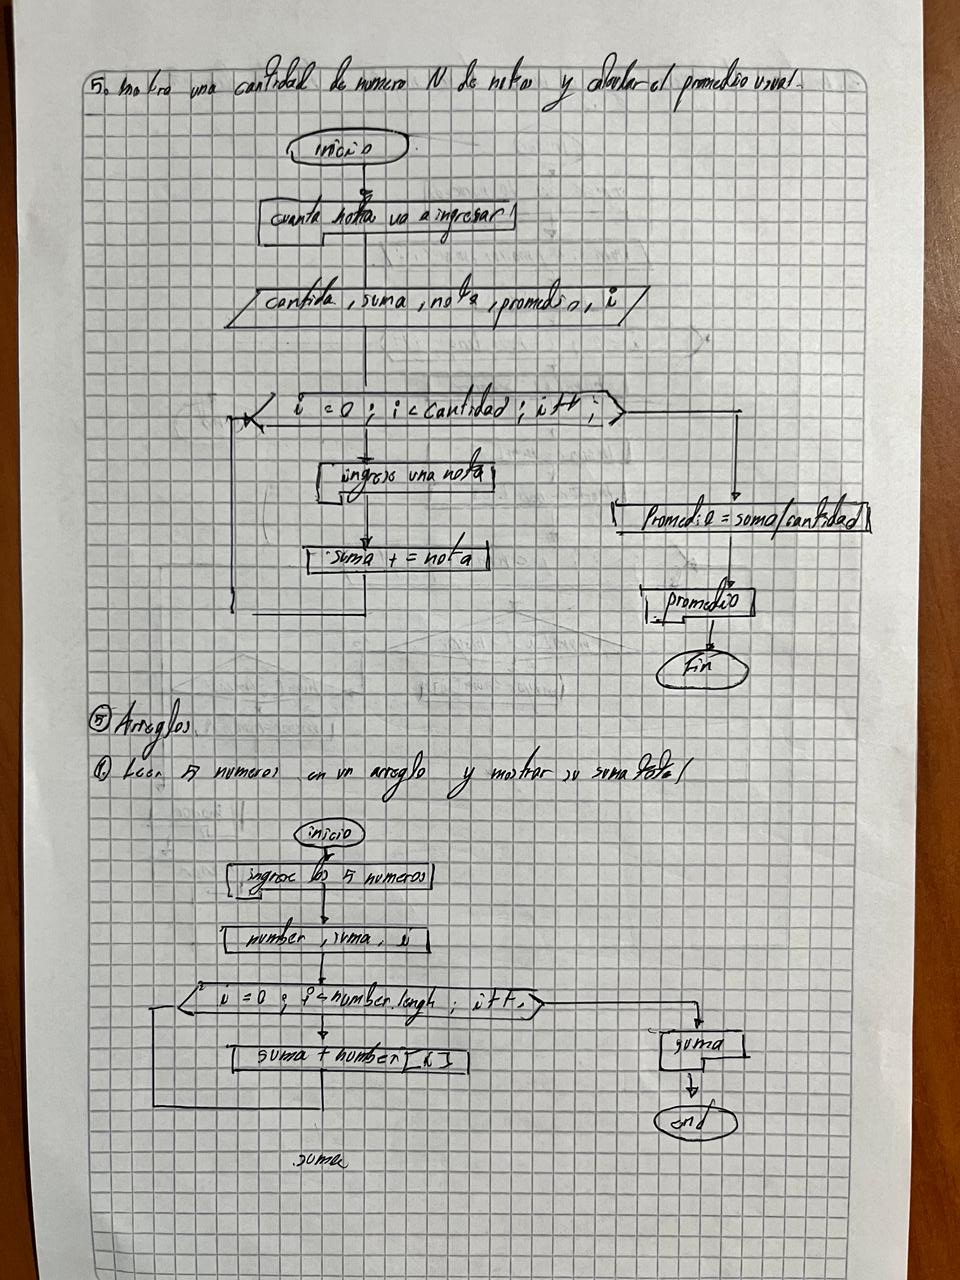 5. una cantidad de numero N de notas y calcular el promedio usual.
inicio
cuanta nota va a ingresar
cantida, suma, nota, promedio, i
i = 0 ; i < cantidad ; i++ ;
ingrese una nota
Promedio = suma/cantidad
suma + = nota
promedio
Fin
⑤ Arreglos
① Leer 5 numeros en un arreglo y mostrar su suma total
inicio
ingrese los 5 numeros
number, suma, i
i = 0 ; i < number.lengh ; i++.
suma
suma + number [i]
end
suma